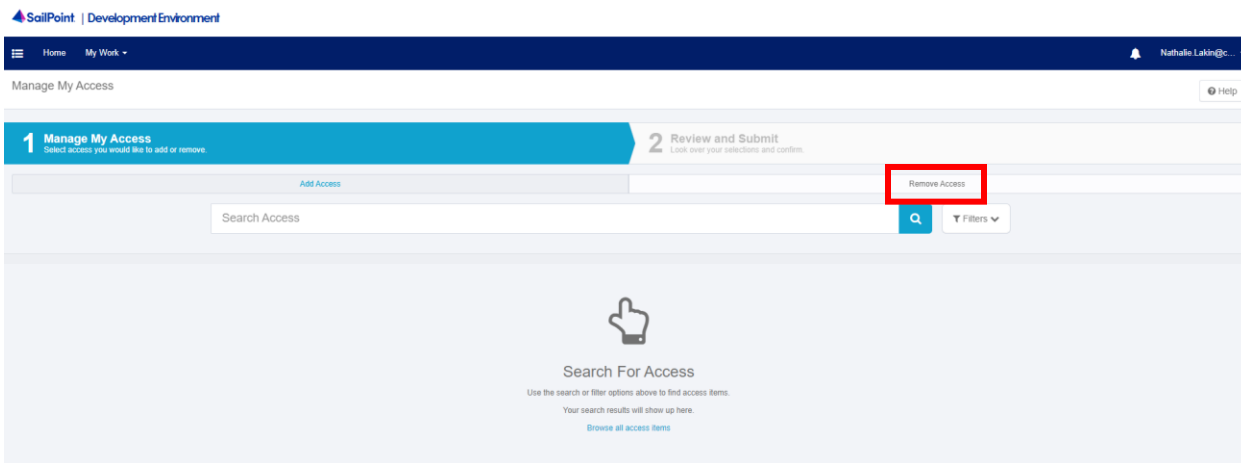 SailPoint | Development Environment
Home My Work
Nathalie.Lakin@c...
Manage My Access
Help
1 Manage My Access
Select access you would like to add or remove.
2 Review and Submit
Look over your selections and confirm.
Add Access
Remove Access
Search Access
Filters
Search For Access
Use the search or filter options above to find access items.
Your search results will show up here.
Browse all access items